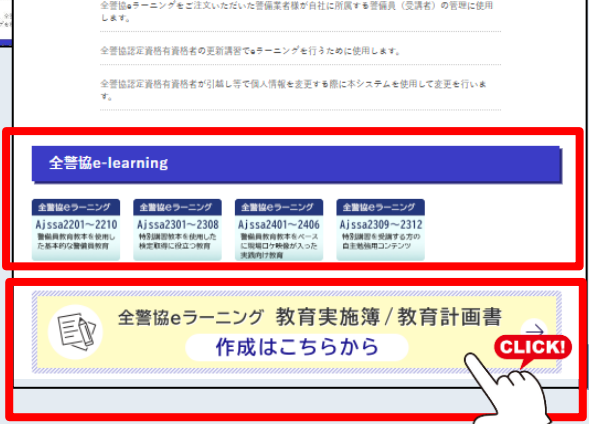 全警協eラーニングをご注文いただいた警備業者様が自社に所属する警備員（受講者）の管理に使用
します。
全警協認定資格有資格者の更新講習でeラーニングを行うために使用します。
全警協認定資格有資格者が引越し等で個人情報を変更する際に本システムを使用して変更を行いま
す。
全警協e-learning
全警協eラーニング
Ajssa2201～2210
警備員教育教本を使用し
た基本的な警備員教育
全警協eラーニング
Ajssa2301～2308
特別講習教本を使用した
検定取得に役立つ教育
全警協eラーニング
Ajssa2401～2406
警備員教育教本をベース
に現場ロケ映像が入った
実践向け教育
全警協eラーニング
Ajssa2309～2312
特別講習を受講する方の
自主勉強用コンテンツ
全警協eラーニング 教育実施簿/教育計画書
作成はこちらから
CLICK!